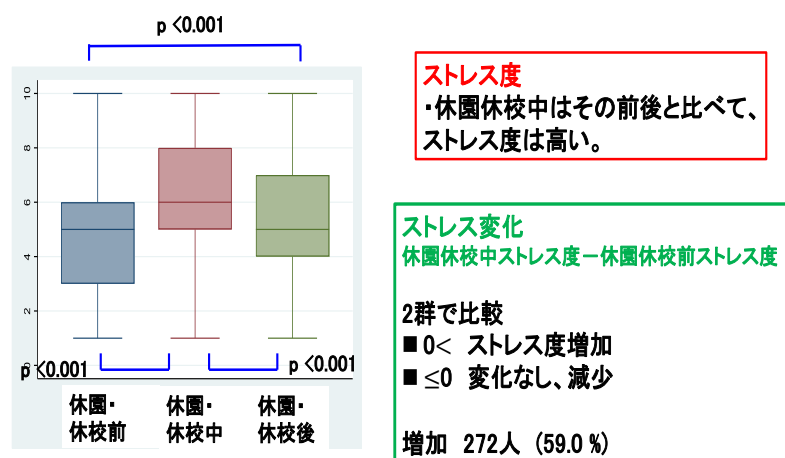 p <0.001
10
8
6
4
2
0
p <0.001
p <0.001
休園・
休校前
休園・
休校中
休園・
休校後
ストレス度
・休園休校中はその前後と比べて、
ストレス度は高い。
ストレス変化
休園休校中ストレス度－休園休校前ストレス度
2群で比較
■ 0< ストレス度増加
■ ≤0 変化なし、減少
増加 272人 (59.0 %)